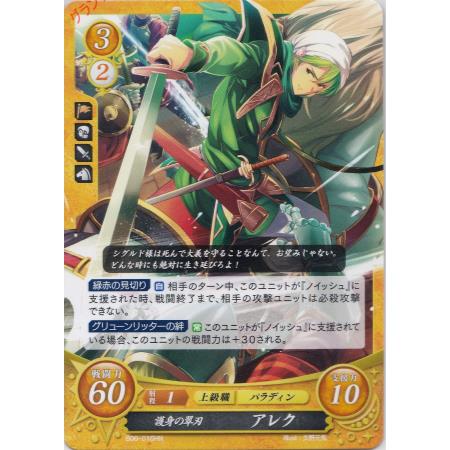 グラン
3
2
シグルド様は死んで大義を守ることなんて、お望みじゃない。
どんな時にも絶対に生き延びろよ！
緑赤の見切り 自 相手のターン中、このユニットが『ノイッシュ』に
支援された時、戦闘終了まで、相手の攻撃ユニットは必殺攻撃
できない。
グリューンリッターの絆 常 このユニットが『ノイッシュ』に支援されて
いる場合、このユニットの戦闘力は＋30される。
戦闘力 60 射程 1 上級職 パラディン 支援力 10
護身の翠刃 アレク